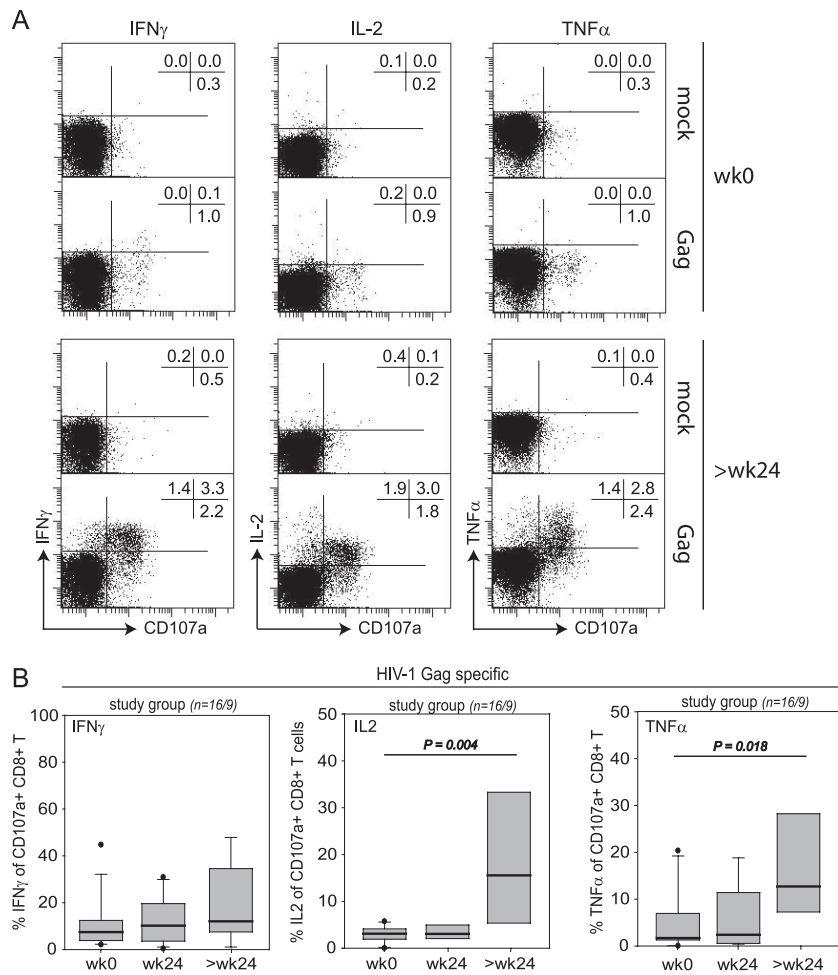 A
IFNγ IL-2 TNFα
0.0 0.0 0.1 0.0 0.0 0.0
0.3 0.2 0.3
mock
0.0 0.1 0.2 0.0 0.0 0.0
1.0 0.9 1.0
Gag
wk0
0.2 0.0 0.4 0.1 0.1 0.0
0.5 0.2 0.4
mock
1.4 3.3 1.9 3.0 1.4 2.8
2.2 1.8 2.4
Gag
>wk24
IFNγ IL-2 TNFα
CD107a CD107a CD107a
B
HIV-1 Gag specific
study group (n=16/9)
IFNγ
% IFNγ of CD107a+ CD8+ T
100
80
60
40
20
0
wk0 wk24 >wk24
study group (n=16/9)
IL2
P = 0.004
% IL2 of CD107a+ CD8+ T cells
50
40
30
20
10
0
wk0 wk24 >wk24
study group (n=16/9)
TNFα
P = 0.018
% TNFα of CD107a+ CD8+ T
50
40
30
20
10
0
wk0 wk24 >wk24